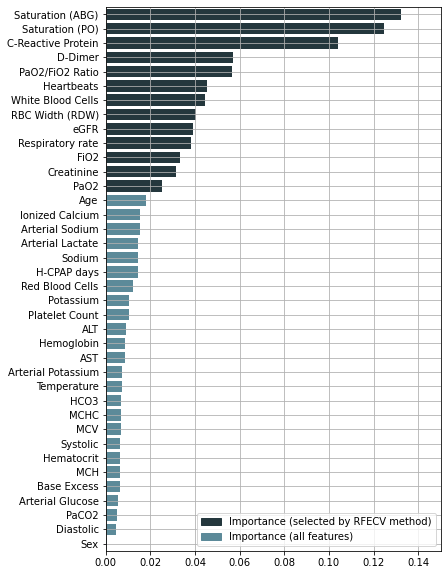 Saturation (ABG)
Saturation (PO)
C-Reactive Protein
D-Dimer
PaO2/FiO2 Ratio
Heartbeats
White Blood Cells
RBC Width (RDW)
eGFR
Respiratory rate
FiO2
Creatinine
PaO2
Age
Ionized Calcium
Arterial Sodium
Arterial Lactate
Sodium
H-CPAP days
Red Blood Cells
Potassium
Platelet Count
ALT
Hemoglobin
AST
Arterial Potassium
Temperature
HCO3
MCHC
MCV
Systolic
Hematocrit
MCH
Base Excess
Arterial Glucose
PaCO2
Diastolic
Sex
Importance (selected by RFECV method)
Importance (all features)
0.00 0.02 0.04 0.06 0.08 0.10 0.12 0.14